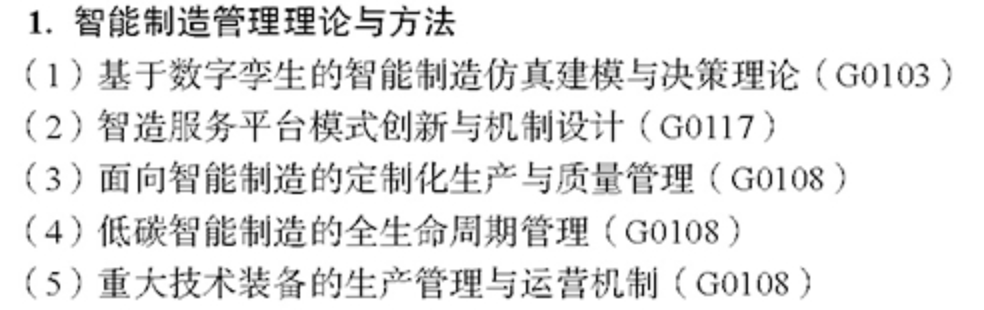 1. 智能制造管理理论与方法
（1）基于数字孪生的智能制造仿真建模与决策理论（G0103）
（2）智造服务平台模式创新与机制设计（G0117）
（3）面向智能制造的定制化生产与质量管理（G0108）
（4）低碳智能制造的全生命周期管理（G0108）
（5）重大技术装备的生产管理与运营机制（G0108）